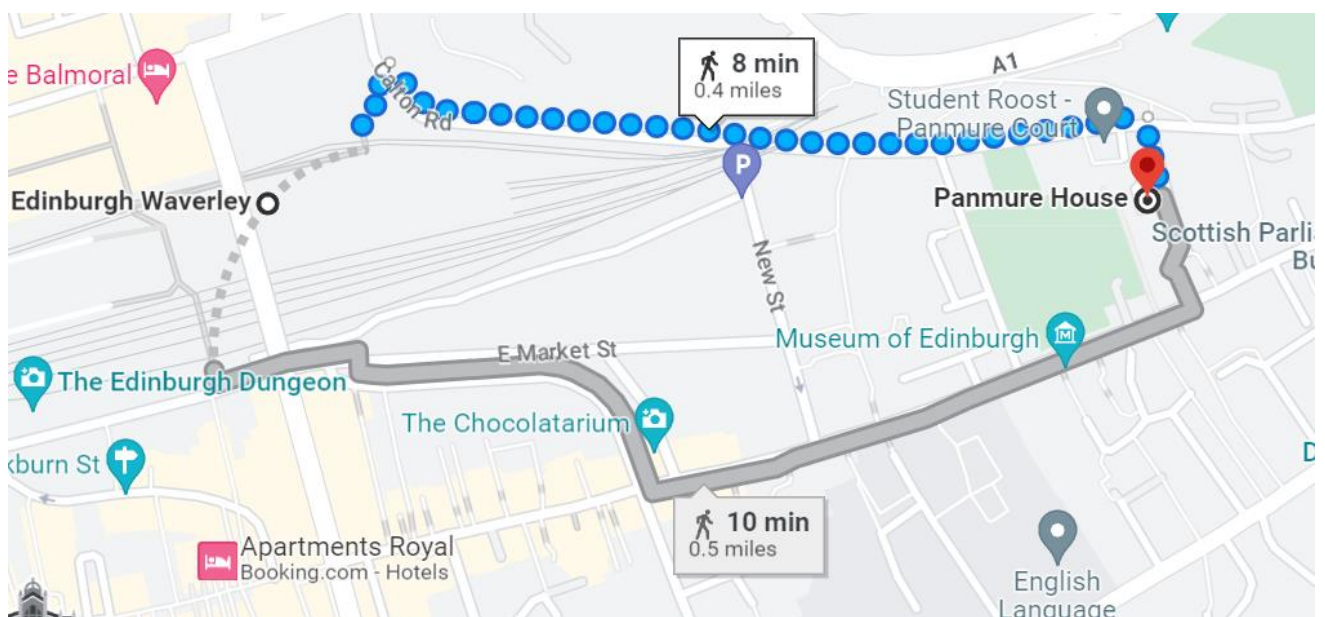 e Balmoral
Calton Rd
8 min
0.4 miles
A1
Student Roost -
Panmure Court
P
Edinburgh Waverley
Panmure House
Scottish Parli
Bu
New St
Museum of Edinburgh
M
E Market St
The Edinburgh Dungeon
The Chocolatarium
D
kburn St
10 min
0.5 miles
Apartments Royal
Booking.com - Hotels
English
Language